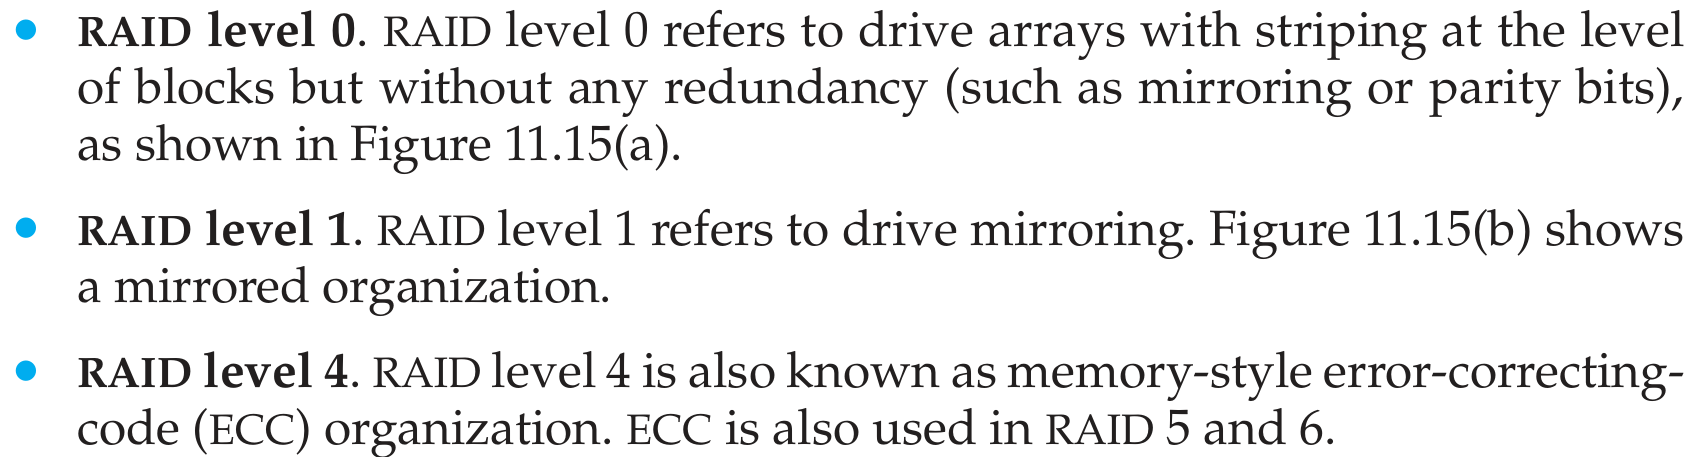 • RAID level 0. RAID level 0 refers to drive arrays with striping at the level
of blocks but without any redundancy (such as mirroring or parity bits),
as shown in Figure 11.15(a).
• RAID level 1. RAID level 1 refers to drive mirroring. Figure 11.15(b) shows
a mirrored organization.
• RAID level 4. RAID level 4 is also known as memory-style error-correcting-
code (ECC) organization. ECC is also used in RAID 5 and 6.